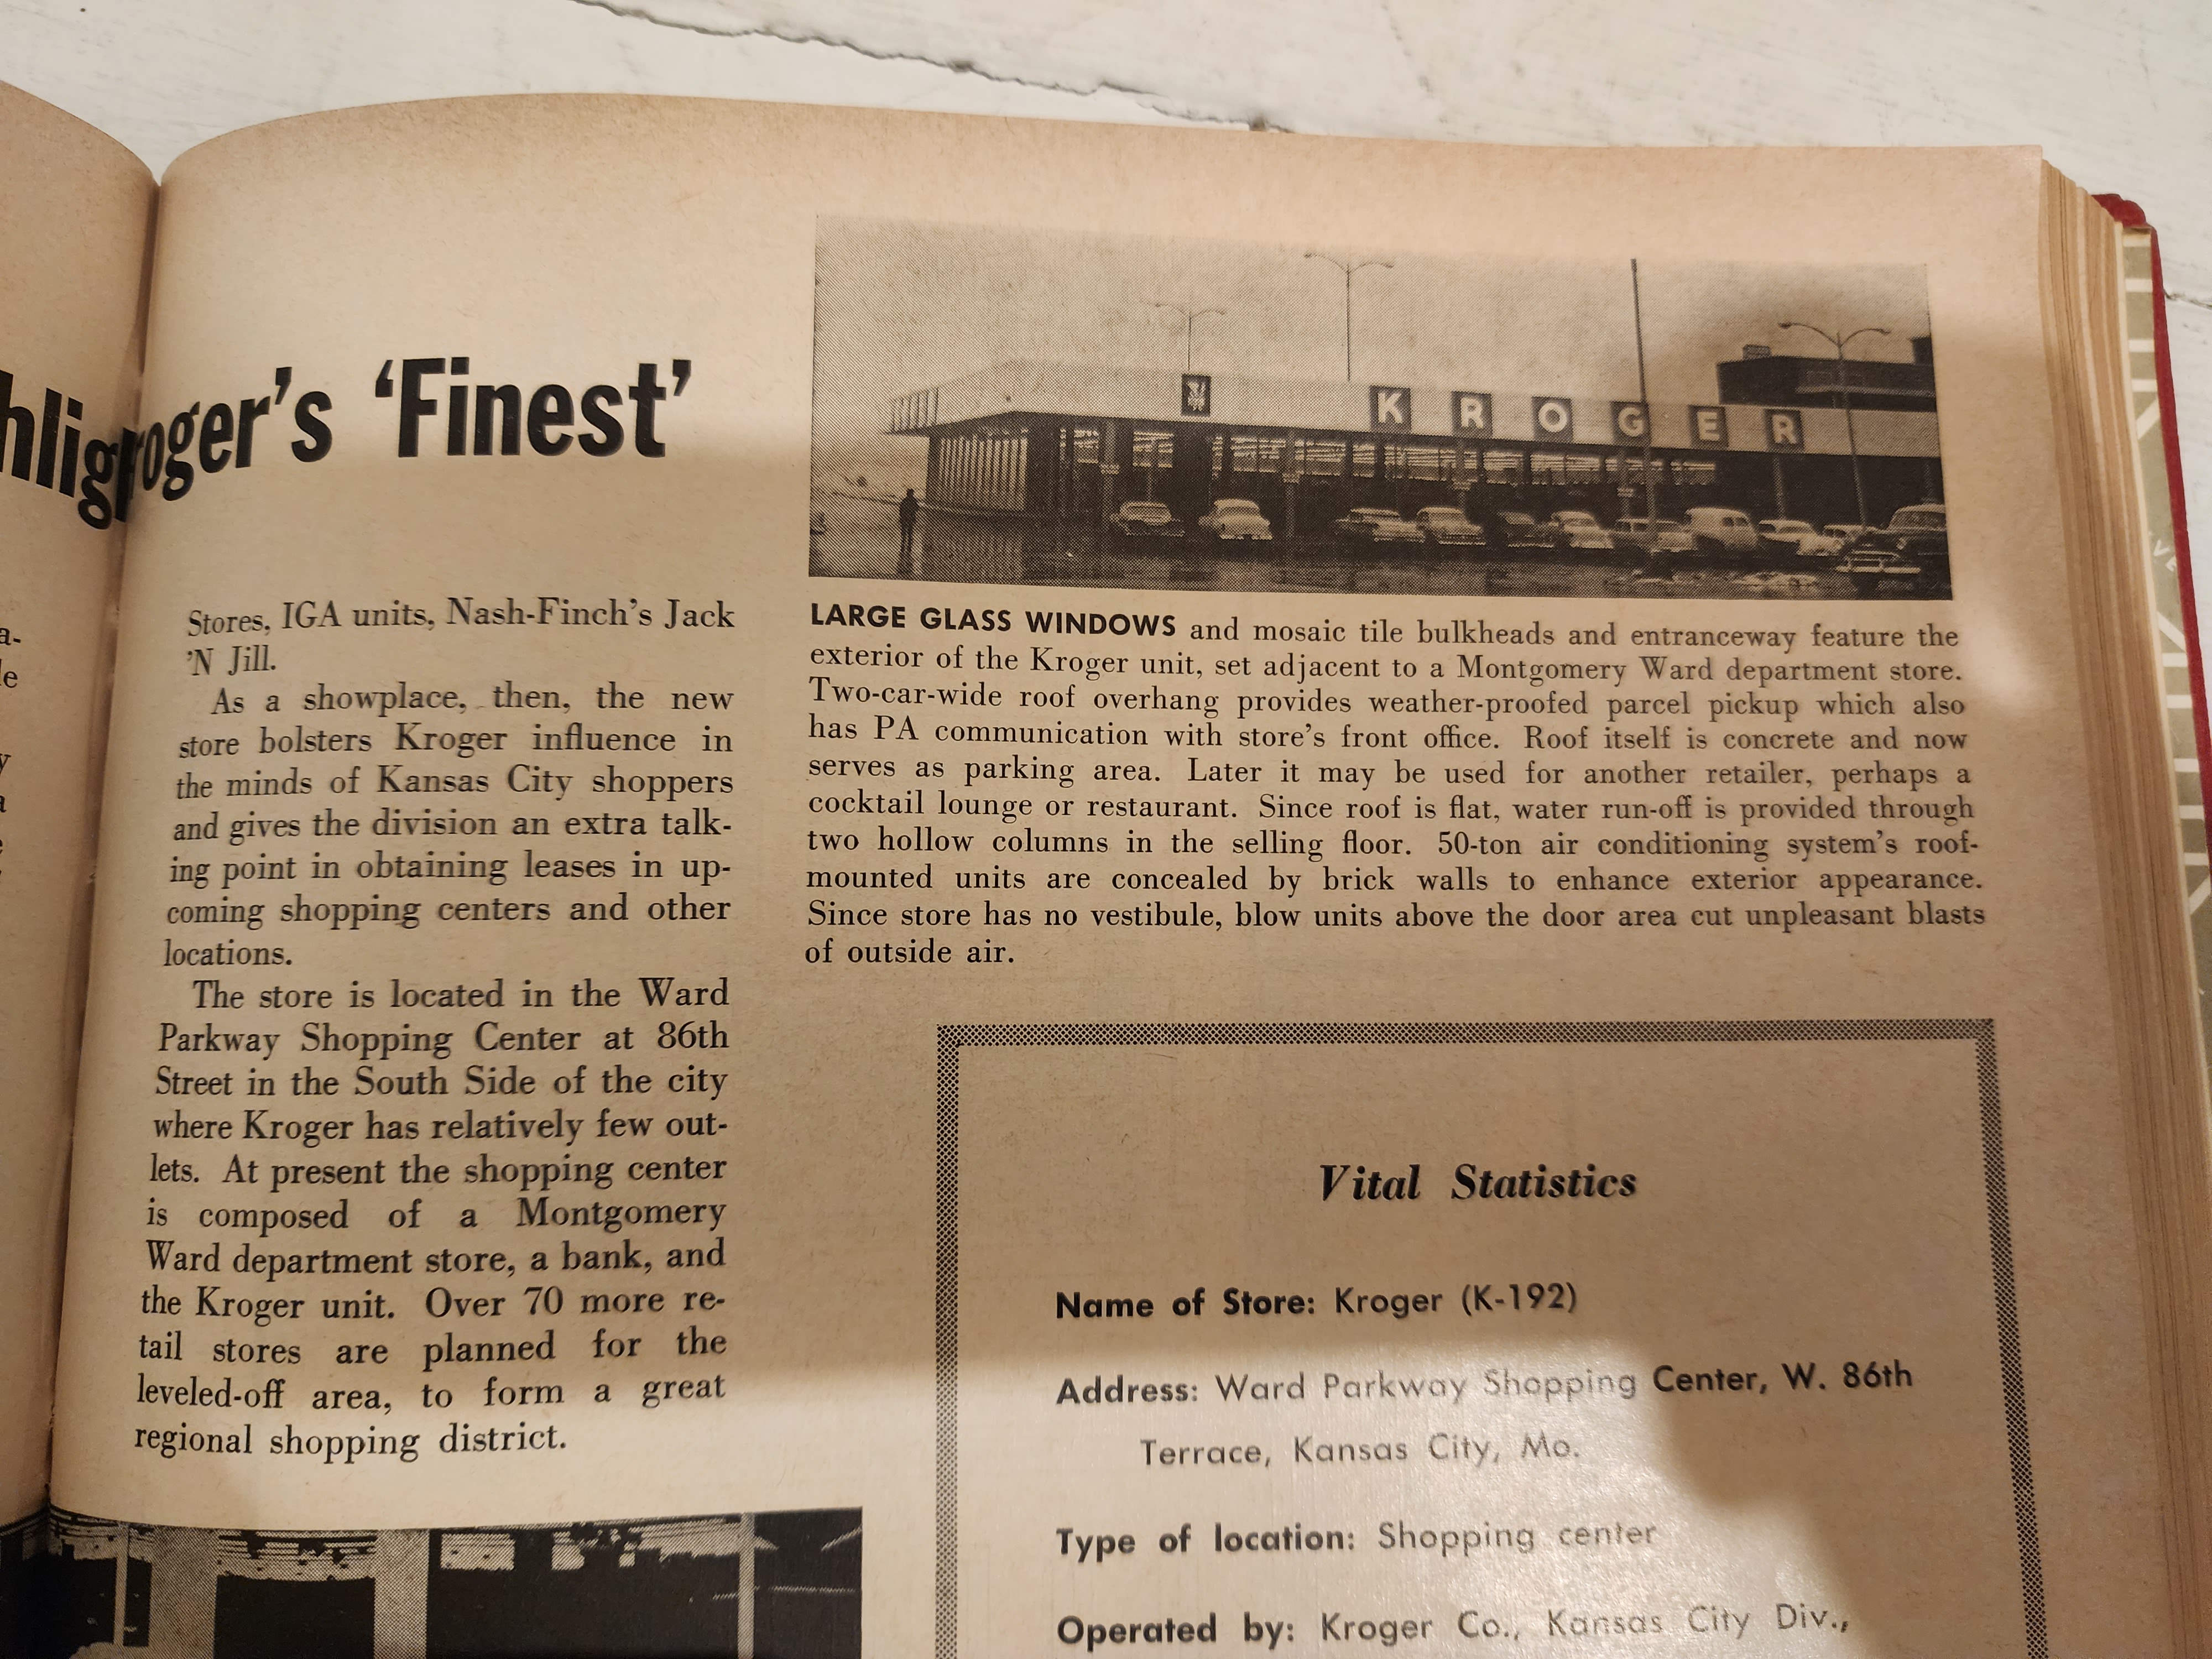 roger's 'Finest'
Stores, IGA units, Nash-Finch's Jack
'N Jill.
As a showplace, then, the new
store bolsters Kroger influence in
the minds of Kansas City shoppers
and gives the division an extra talk-
ing point in obtaining leases in up-
coming shopping centers and other
locations.
The store is located in the Ward
Parkway Shopping Center at 86th
Street in the South Side of the city
where Kroger has relatively few out-
lets. At present the shopping center
is composed of a Montgomery
Ward department store, a bank, and
the Kroger unit. Over 70 more re-
tail stores are planned for the
leveled-off area, to form a great
regional shopping district.
KROGER
LARGE GLASS WINDOWS and mosaic tile bulkheads and entranceway feature the
exterior of the Kroger unit, set adjacent to a Montgomery Ward department store.
Two-car-wide roof overhang provides weather-proofed parcel pickup which also
has PA communication with store's front office. Roof itself is concrete and now
serves as parking area. Later it may be used for another retailer, perhaps a
cocktail lounge or restaurant. Since roof is flat, water run-off is provided through
two hollow columns in the selling floor. 50-ton air conditioning system's roof-
mounted units are concealed by brick walls to enhance exterior appearance.
Since store has no vestibule, blow units above the door area cut unpleasant blasts
of outside air.
Vital Statistics
Name of Store: Kroger (K-192)
Address: Ward Parkway Shopping Center, W. 86th
Terrace, Kansas City, Mo.
Type of location: Shopping center
Operated by: Kroger Co., Kansas City Div.,